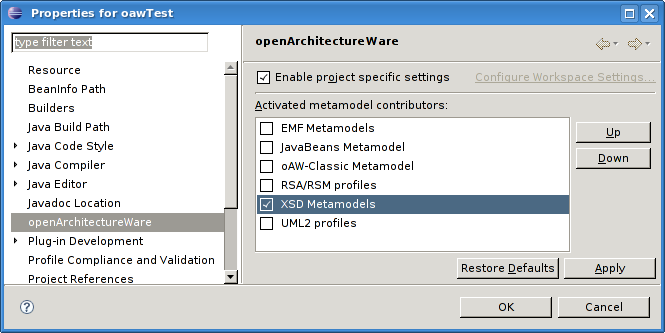 Properties for oawTest
type filter text
Resource
BeanInfo Path
Builders
Java Build Path
Java Code Style
Java Compiler
Java Editor
Javadoc Location
openArchitectureWare
Plug-in Development
Profile Compliance and Validation
Project References
openArchitectureWare
Enable project specific settings
Configure Workspace Settings...
Activated metamodel contributors:
EMF Metamodels
JavaBeans Metamodel
oAW-Classic Metamodel
RSA/RSM profiles
XSD Metamodels
UML2 profiles
Up
Down
Restore Defaults
Apply
?
OK
Cancel